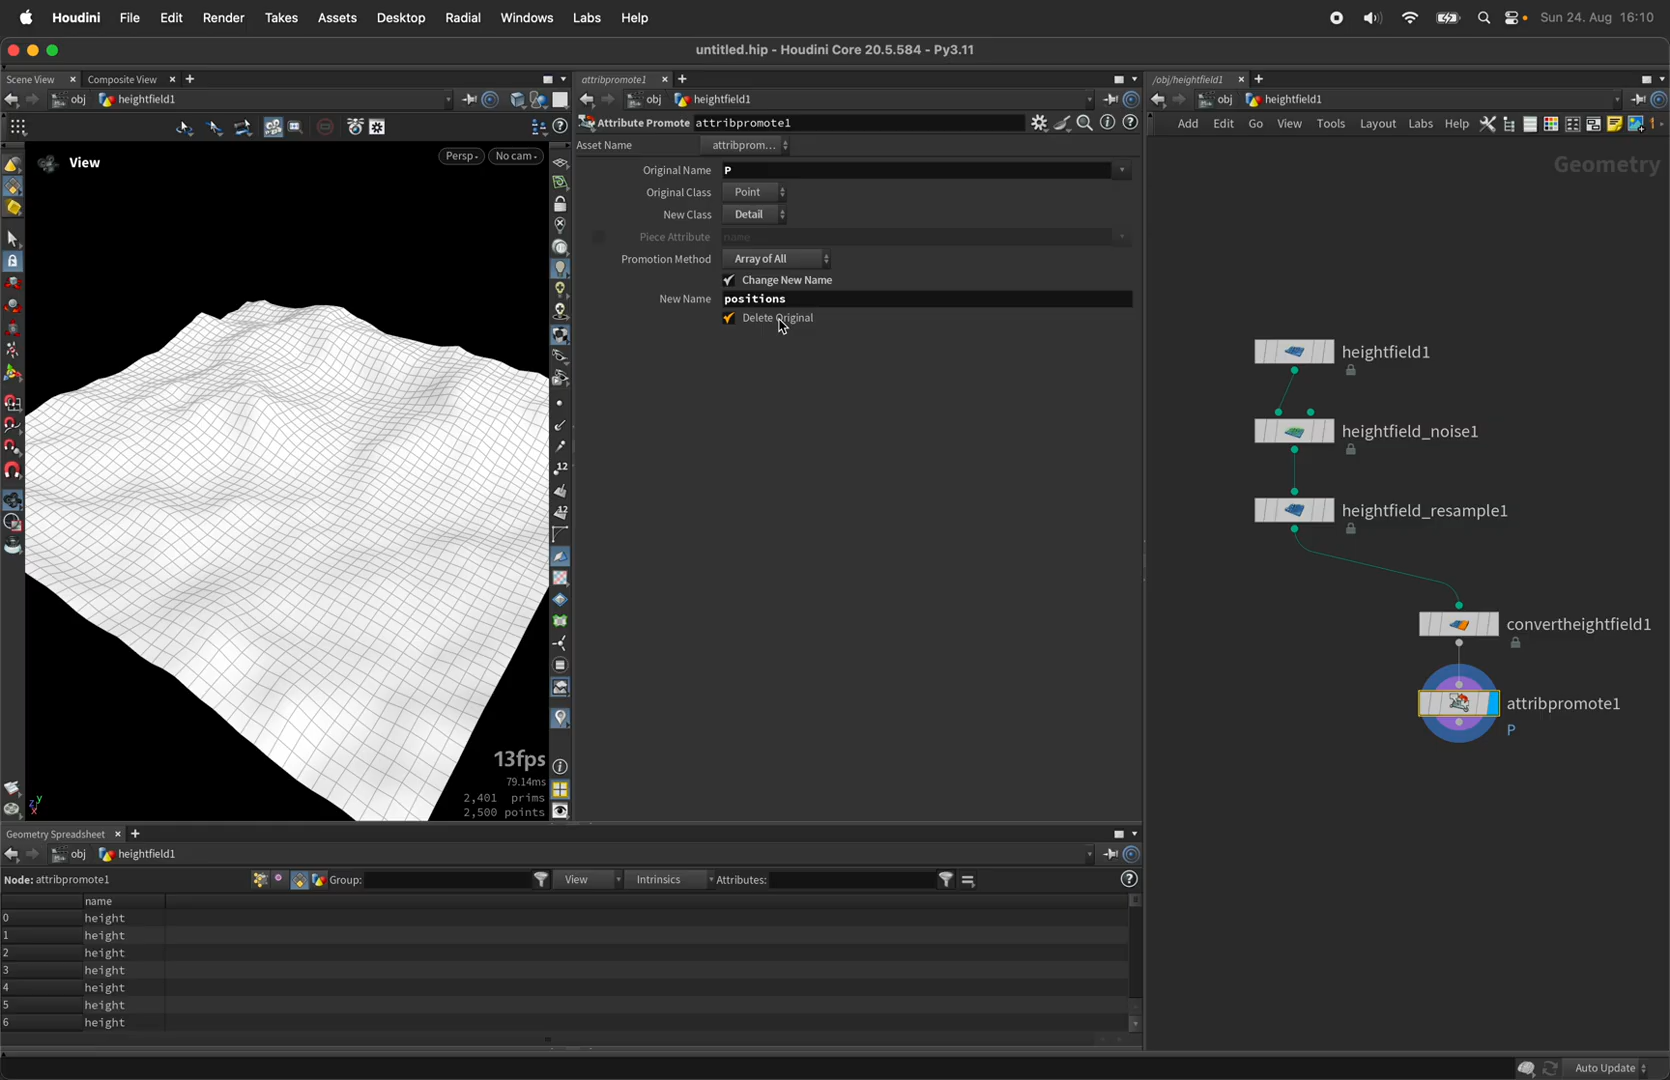 Houdini File Edit Render Takes Assets Desktop Radial Windows Labs Help Sun 24. Aug 16:10
untitled.hip - Houdini Core 20.5.584 - Py3.11
Scene View Composite View
obj heightfield1
View
Persp No cam
13fps
79.14ms
2,401 prims
2,500 points
12
12
attribpromote1
obj heightfield1
Attribute Promote attribpromote1
Asset Name attribprom...
Original Name P
Original Class Point
New Class Detail
Piece Attribute name
Promotion Method Array of All
Change New Name
New Name positions
Delete Original
/obj/heightfield1
obj heightfield1
Add Edit Go View Tools Layout Labs Help
Geometry
heightfield1
heightfield_noise1
heightfield_resample1
convertheightfield1
attribpromote1
P
Geometry Spreadsheet
obj heightfield1
Node: attribpromote1 Group: View Intrinsics Attributes:
name
0 height
1 height
2 height
3 height
4 height
5 height
6 height
Auto Update